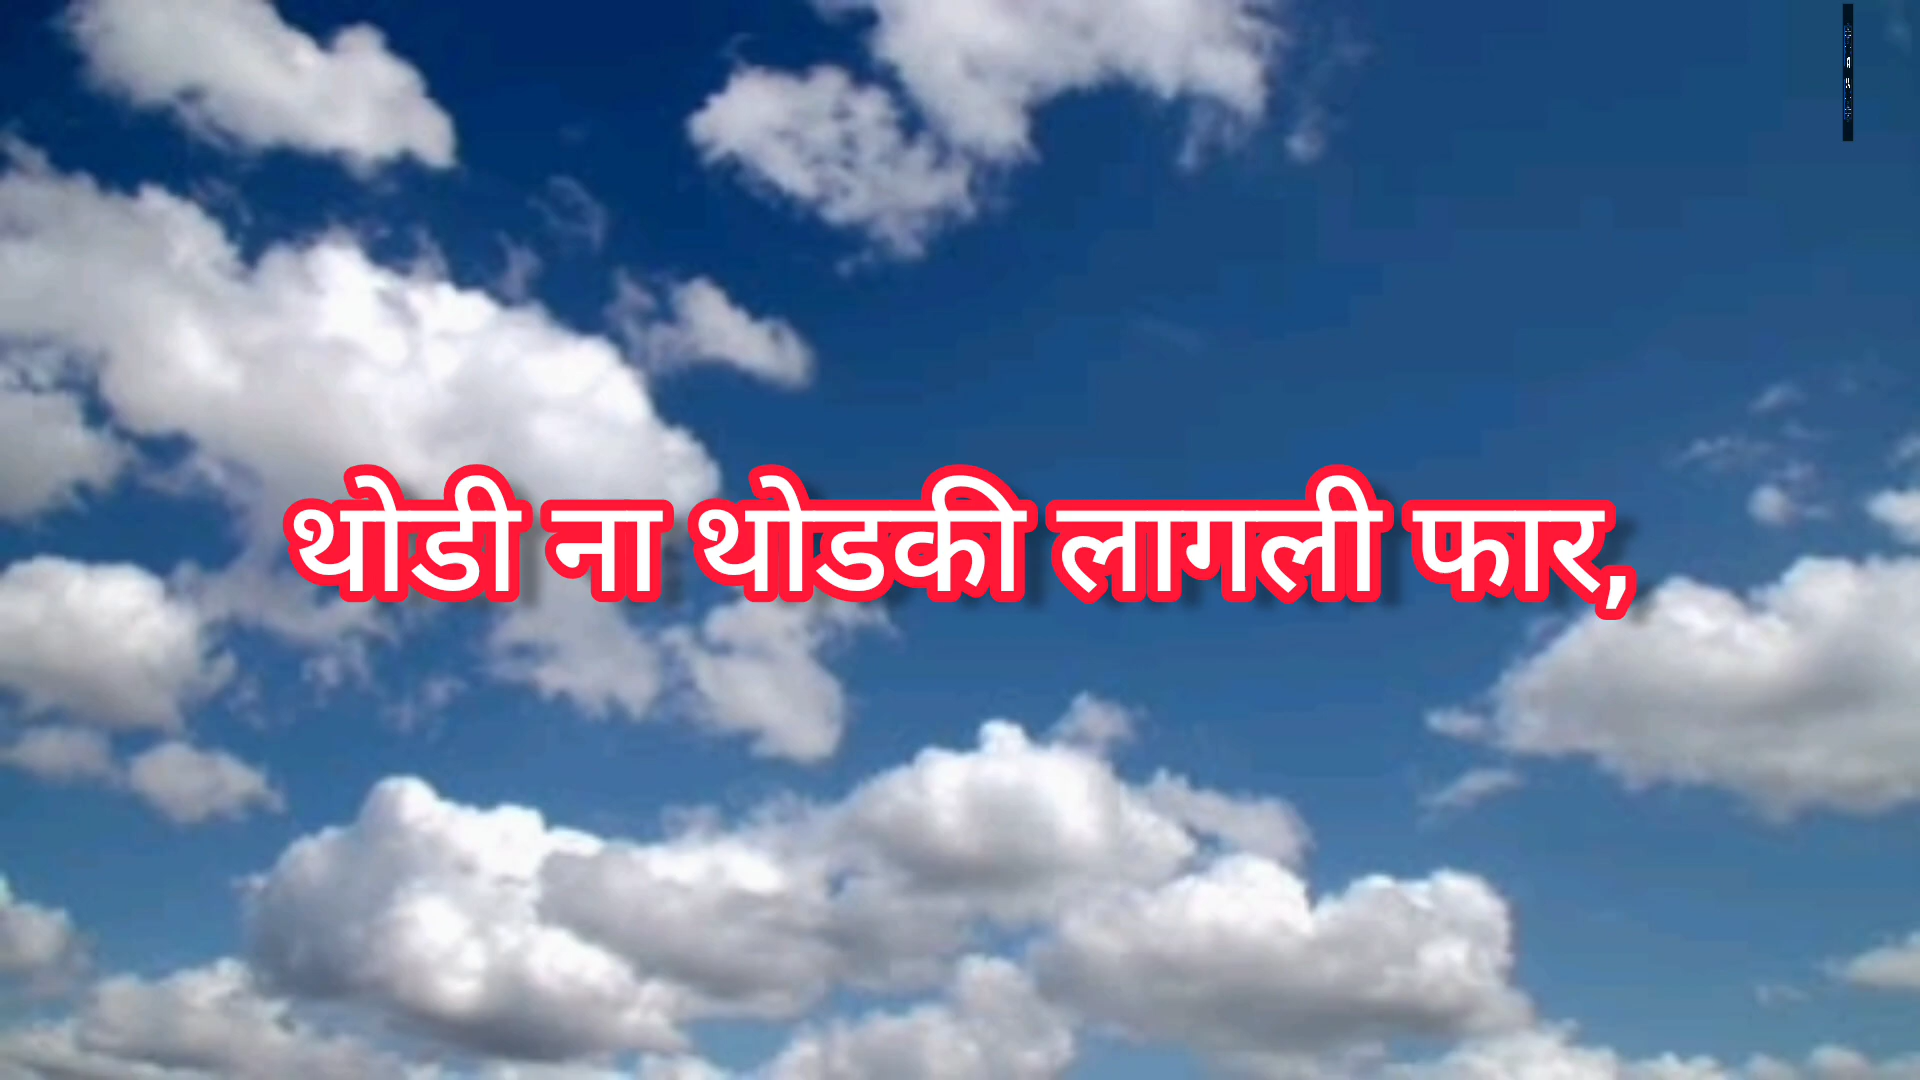 थोडी ना थोडकी लागली फार,